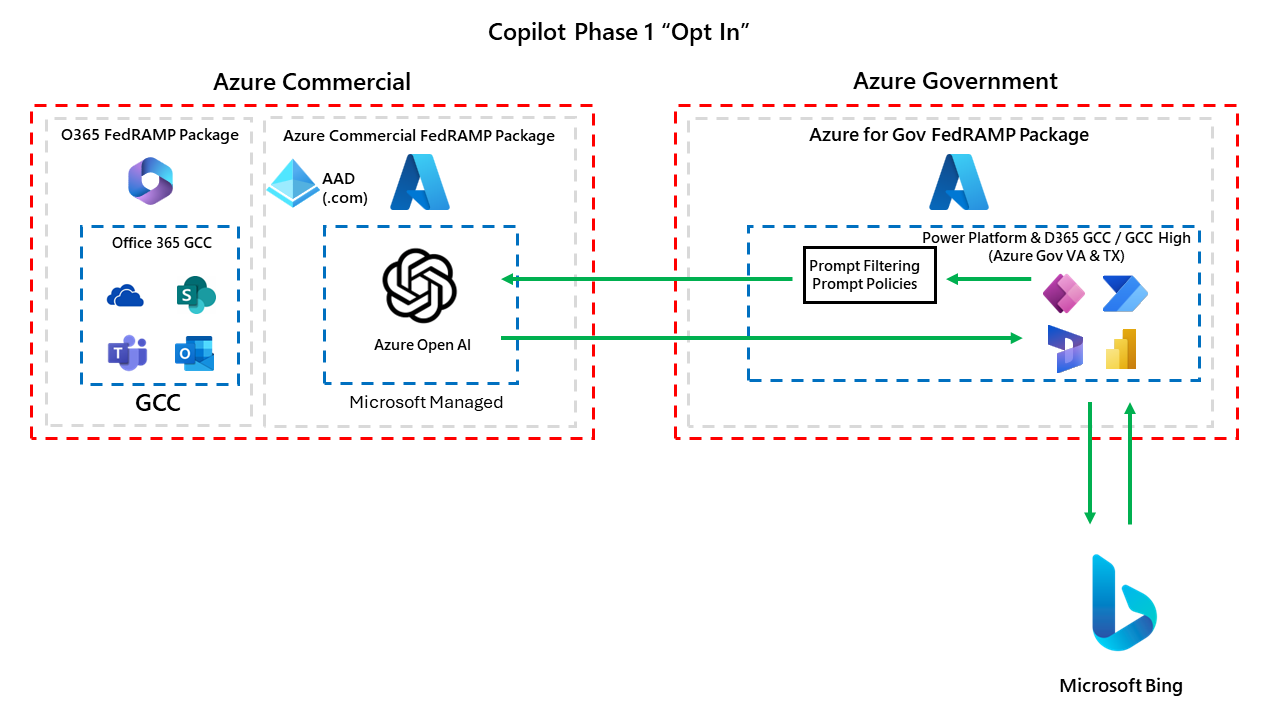 Copilot Phase 1 “Opt In”
Azure Commercial
Azure Government
O365 FedRAMP Package
Azure Commercial FedRAMP Package
Azure for Gov FedRAMP Package
AAD
(.com)
Office 365 GCC
S
T
O
GCC
Azure Open AI
Microsoft Managed
Power Platform & D365 GCC / GCC High
(Azure Gov VA & TX)
Prompt Filtering
Prompt Policies
Microsoft Bing